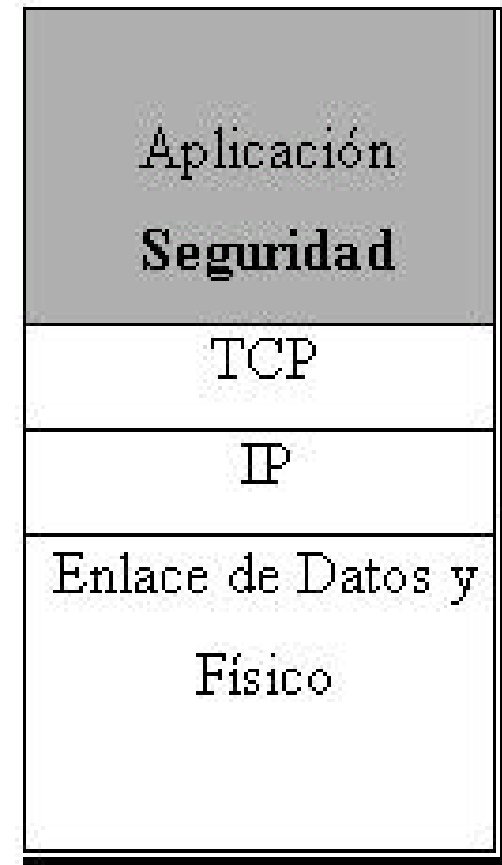 Aplicación
Seguridad
TCP
IP
Enlace de Datos y
Físico